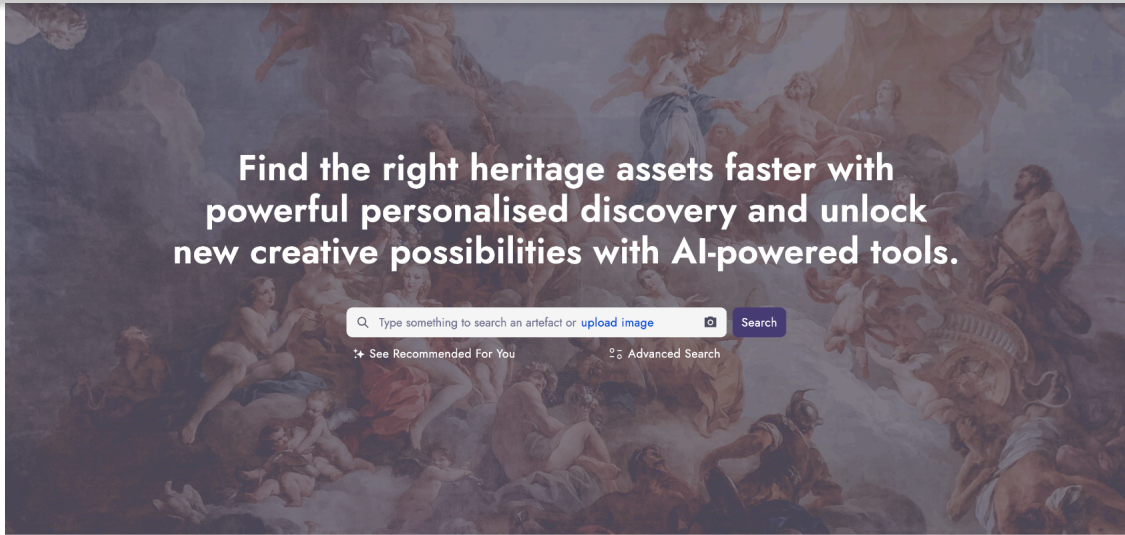 Find the right heritage assets faster with
powerful personalised discovery and unlock
new creative possibilities with AI-powered tools.
Type something to search an artefact or upload image
Search
See Recommended For You
Advanced Search